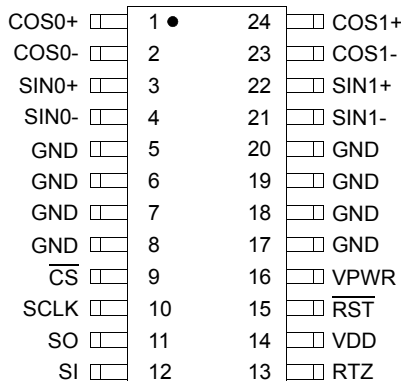 COS0+ 1 24 COS1+
COS0- 2 23 COS1-
SIN0+ 3 22 SIN1+
SIN0- 4 21 SIN1-
GND 5 20 GND
GND 6 19 GND
GND 7 18 GND
GND 8 17 GND
CS 9 16 VPWR
SCLK 10 15 RST
SO 11 14 VDD
SI 12 13 RTZ